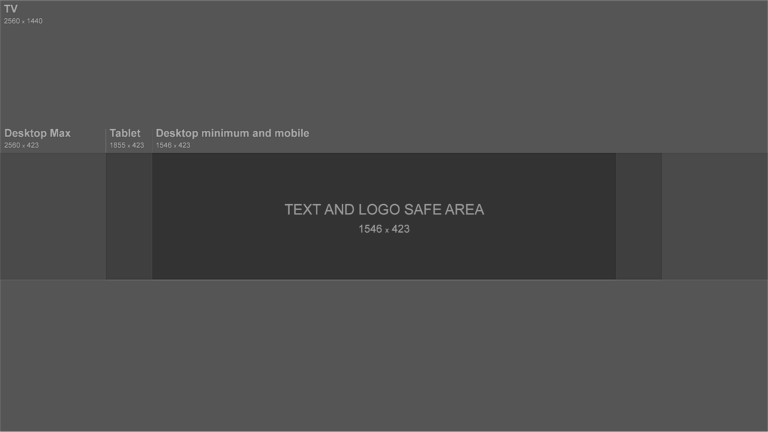 TV
2560 x 1440
Desktop Max
2560 x 423
Tablet
1855 x 423
Desktop minimum and mobile
1546 x 423
TEXT AND LOGO SAFE AREA
1546 x 423